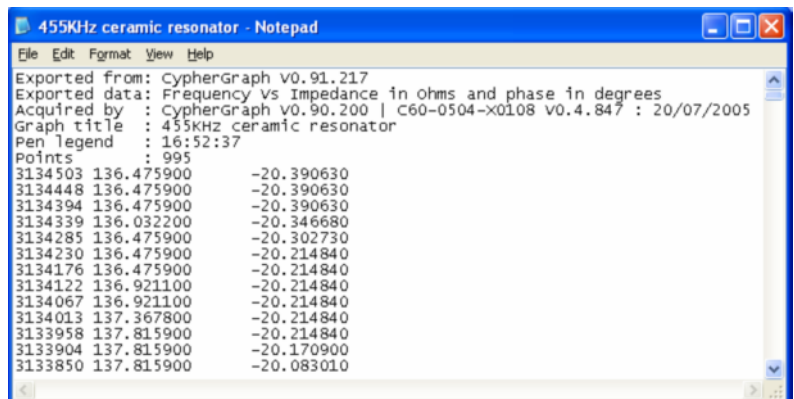 455KHz ceramic resonator - Notepad
File Edit Format View Help
Exported from: CypherGraph V0.91.217
Exported data: Frequency Vs Impedance in Ohms and phase in degrees
Acquired by : CypherGraph V0.90.200 | C60-0504-X0108 V0.4.847 : 20/07/2005
Graph title : 455KHz ceramic resonator
Pen legend : 16:52:37
Points : 995
3134503 136.475900 -20.390630
3134448 136.475900 -20.390630
3134394 136.475900 -20.390630
3134339 136.032200 -20.346680
3134285 136.475900 -20.302730
3134230 136.475900 -20.214840
3134176 136.475900 -20.214840
3134122 136.921100 -20.214840
3134067 136.921100 -20.214840
3134013 137.367800 -20.214840
3133958 137.815900 -20.214840
3133904 137.815900 -20.170900
3133850 137.815900 -20.083010